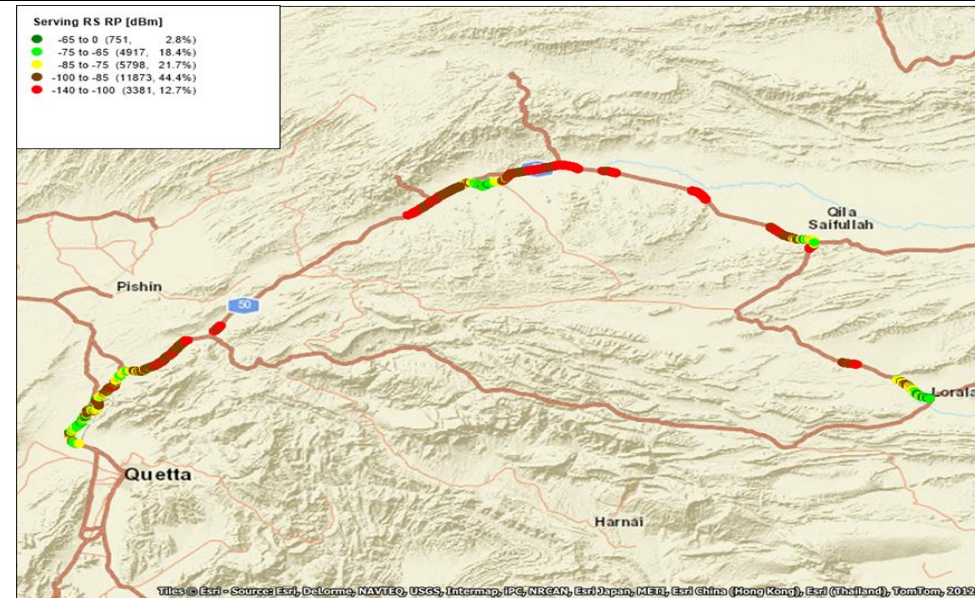 Serving RS RP [dBm]
-65 to 0 (751, 2.8%)
-75 to -65 (4917, 18.4%)
-85 to -75 (5798, 21.7%)
-100 to -85 (11873, 44.4%)
-140 to -100 (3381, 12.7%)
Qila
Saifullah
Pishin
50
Lorala
Quetta
Harnai
Tiles © Esri - Source: Esri, DeLorme, NAVTEQ, USGS, Intermap, iPC, NRCAN, Esri Japan, METI, Esri China (Hong Kong), Esri (Thailand), TomTom, 201